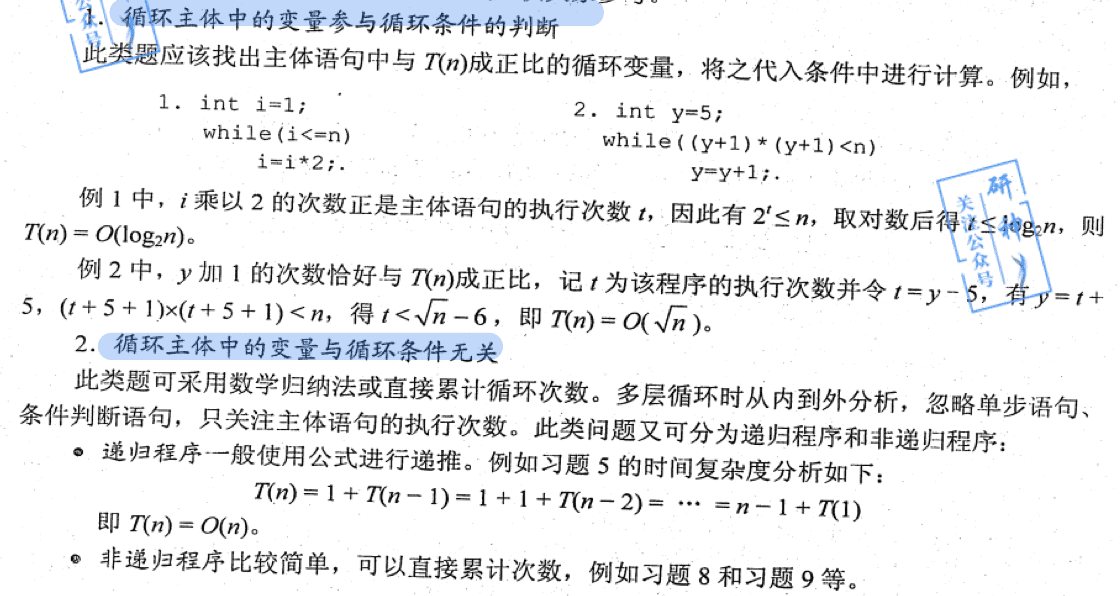 1. 循环主体中的变量参与循环条件的判断
此类题应该找出主体语句中与 T(n)成正比的循环变量，将之代入条件中进行计算。例如，
1. int i=1;
while(i<=n)
i=i*2;.
2. int y=5;
while((y+1)*(y+1)<n)
y=y+1;.
例 1 中，i 乘以 2 的次数正是主体语句的执行次数 t，因此有 2ᵗ≤n，取对数后得 t≤log₂n，则
T(n) = O(log₂n)。
例 2 中，y 加 1 的次数恰好与 T(n)成正比，记 t 为该程序的执行次数并令 t = y − 5，有 y = t +
5，(t + 5 + 1)×(t + 5 + 1) < n，得 t < √n − 6，即 T(n) = O(√n)。
2. 循环主体中的变量与循环条件无关
此类题可采用数学归纳法或直接累计循环次数。多层循环时从内到外分析，忽略单步语句、
条件判断语句，只关注主体语句的执行次数。此类问题又可分为递归程序和非递归程序：
● 递归程序一般使用公式进行递推。例如习题 5 的时间复杂度分析如下：
T(n) = 1 + T(n − 1) = 1 + 1 + T(n − 2) = ··· = n − 1 + T(1)
即 T(n) = O(n)。
● 非递归程序比较简单，可以直接累计次数，例如习题 8 和习题 9 等。
公众号
研神
关注公众号